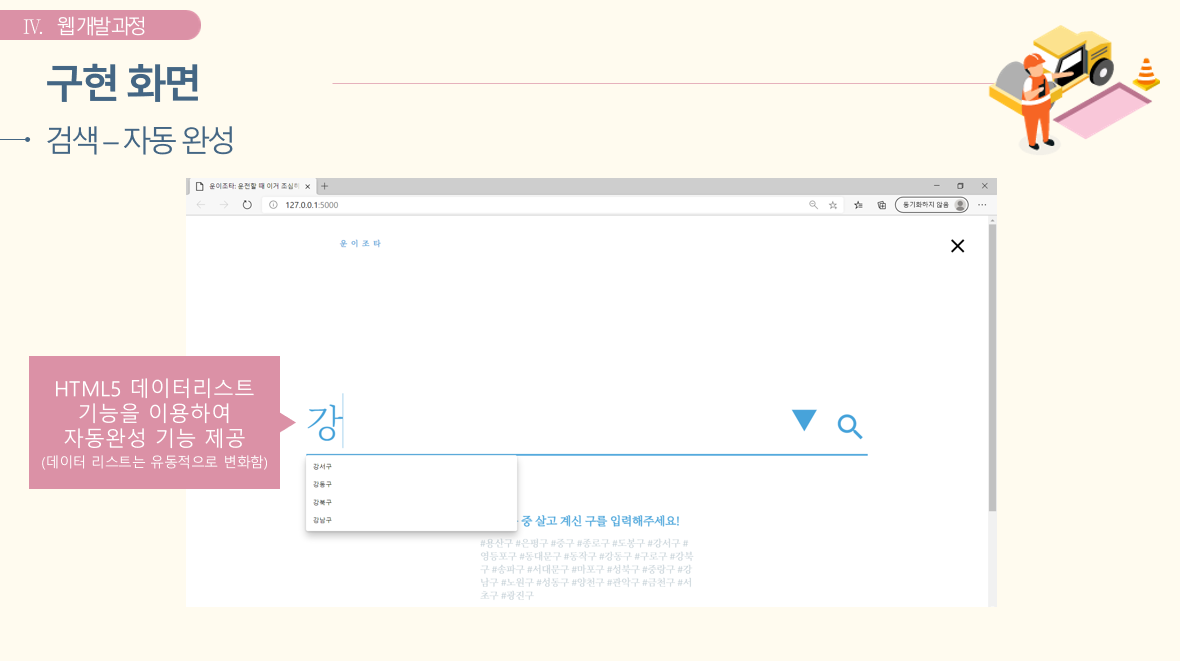 IV. 웹개발과정
구현 화면
검색 – 자동 완성
운이조타: 운전할 때 이거 조심하
127.0.0.1:5000
동기화하지 않음
운이조타
HTML5 데이터리스트
기능을 이용하여
자동완성 기능 제공
(데이터 리스트는 유동적으로 변화함)
강
강서구
강동구
강북구
강남구
중 살고 계신 구를 입력해주세요!
#용산구 #은평구 #중구 #종로구 #도봉구 #강서구 #
영등포구 #동대문구 #동작구 #강동구 #구로구 #강북
구 #송파구 #서대문구 #마포구 #성북구 #중랑구 #강
남구 #노원구 #성동구 #양천구 #관악구 #금천구 #서
초구 #광진구